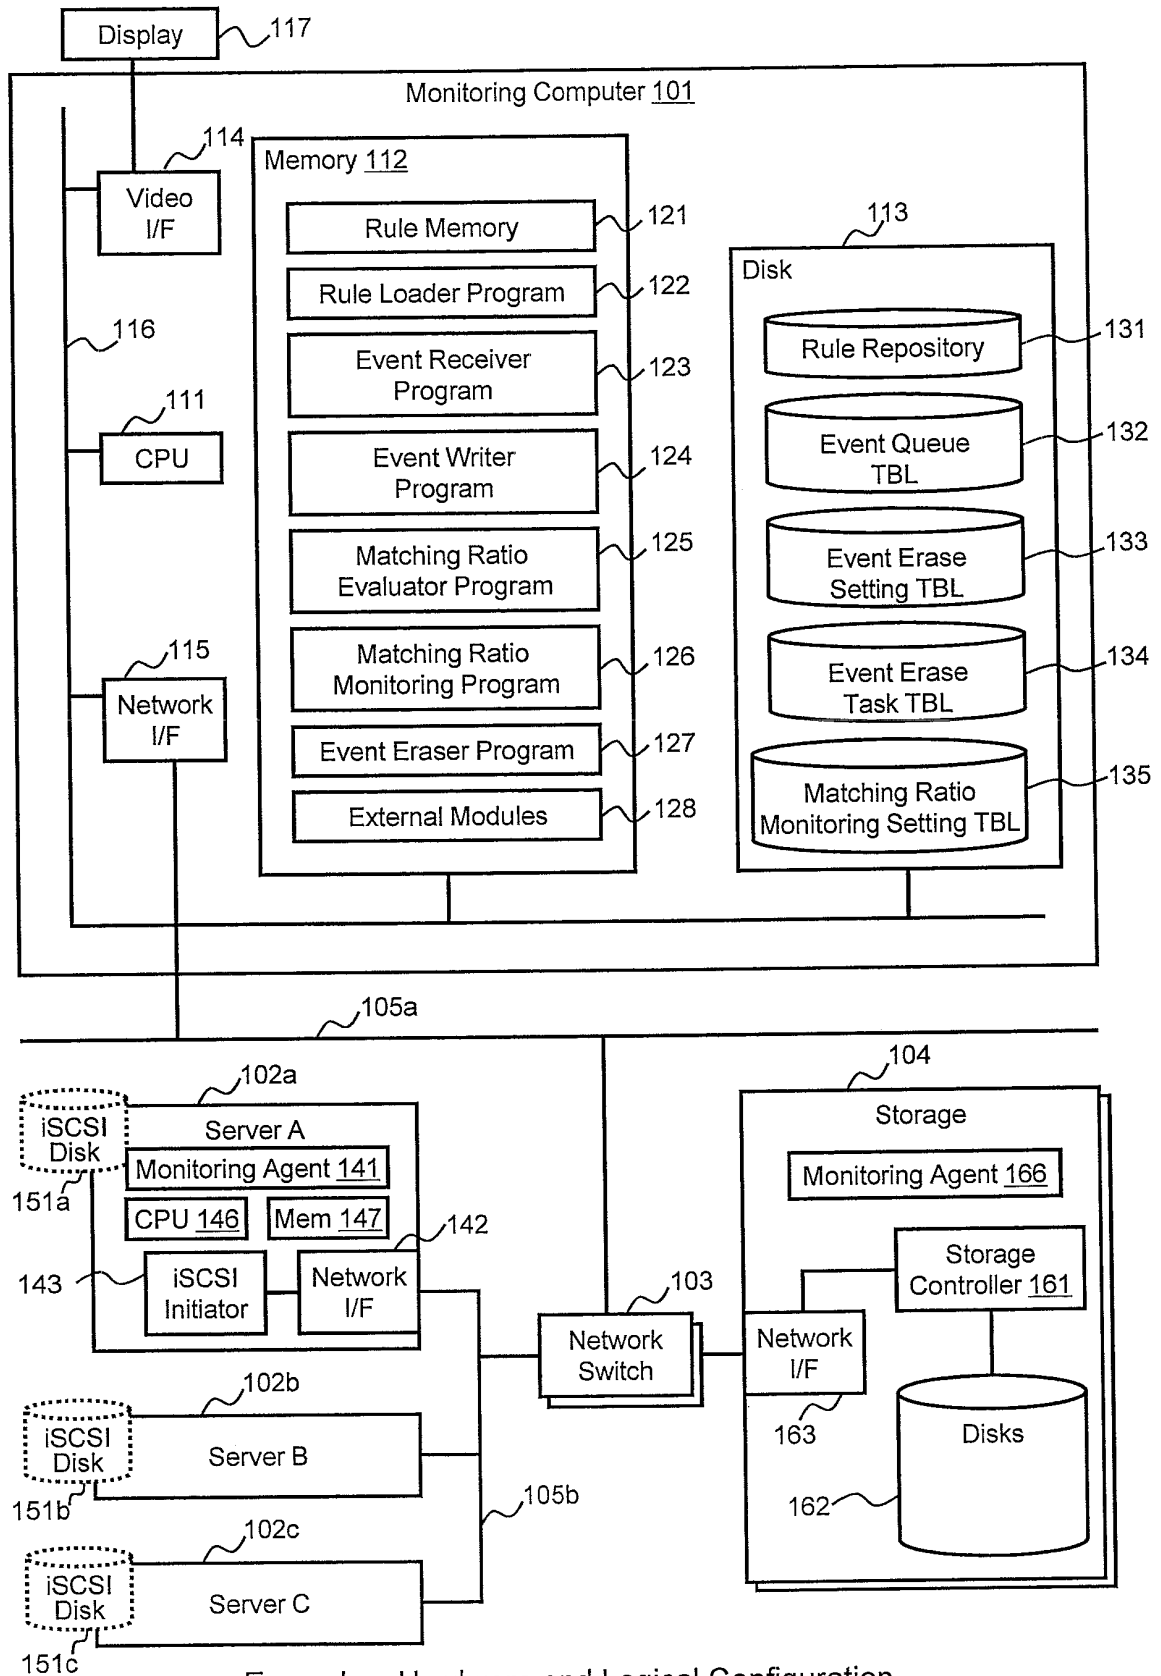 Display
117
Monitoring Computer 101
114
Video
I/F
116
111
CPU
115
Network
I/F
Memory 112
Rule Memory
121
Rule Loader Program
122
Event Receiver
Program
123
Event Writer
Program
124
Matching Ratio
Evaluator Program
125
Matching Ratio
Monitoring Program
126
Event Eraser Program
127
External Modules
128
113
Disk
Rule Repository
131
Event Queue
TBL
132
Event Erase
Setting TBL
133
Event Erase
Task TBL
134
Matching Ratio
Monitoring Setting TBL
135
105a
102a
iSCSI
Disk
151a
Server A
Monitoring Agent 141
CPU 146
Mem 147
142
143
iSCSI
Initiator
Network
I/F
102b
iSCSI
Disk
151b
Server B
102c
iSCSI
Disk
151c
Server C
105b
103
Network
Switch
104
Storage
Monitoring Agent 166
Storage
Controller 161
Network
I/F
163
Disks
162
and Logical Configuration